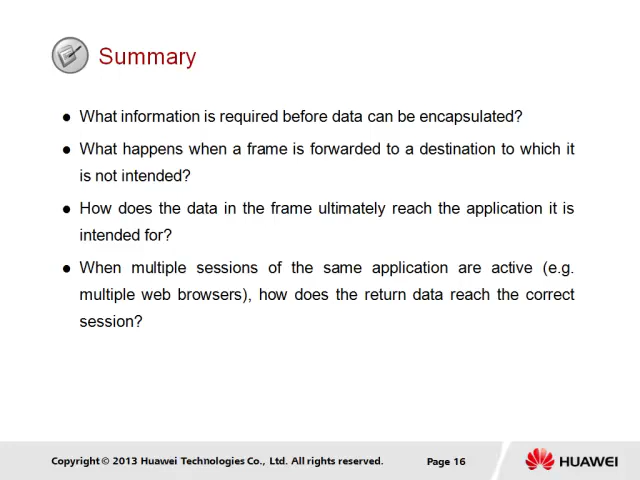 Summary
● What information is required before data can be encapsulated?
● What happens when a frame is forwarded to a destination to which it
is not intended?
● How does the data in the frame ultimately reach the application it is
intended for?
● When multiple sessions of the same application are active (e.g.
multiple web browsers), how does the return data reach the correct
session?
Copyright © 2013 Huawei Technologies Co., Ltd. All rights reserved.
Page 16
HUAWEI